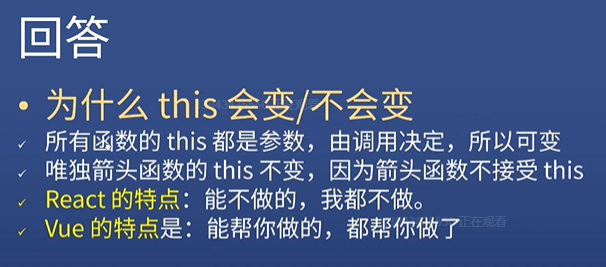 回答
• 为什么 this 会变/不会变
✓ 所有函数的 this 都是参数，由调用决定，所以可变
✓ 唯独箭头函数的 this 不变，因为箭头函数不接受 this
✓ React 的特点：能不做的，我都不做。
✓ Vue 的特点是：能帮你做的，都帮你做了
正在观看